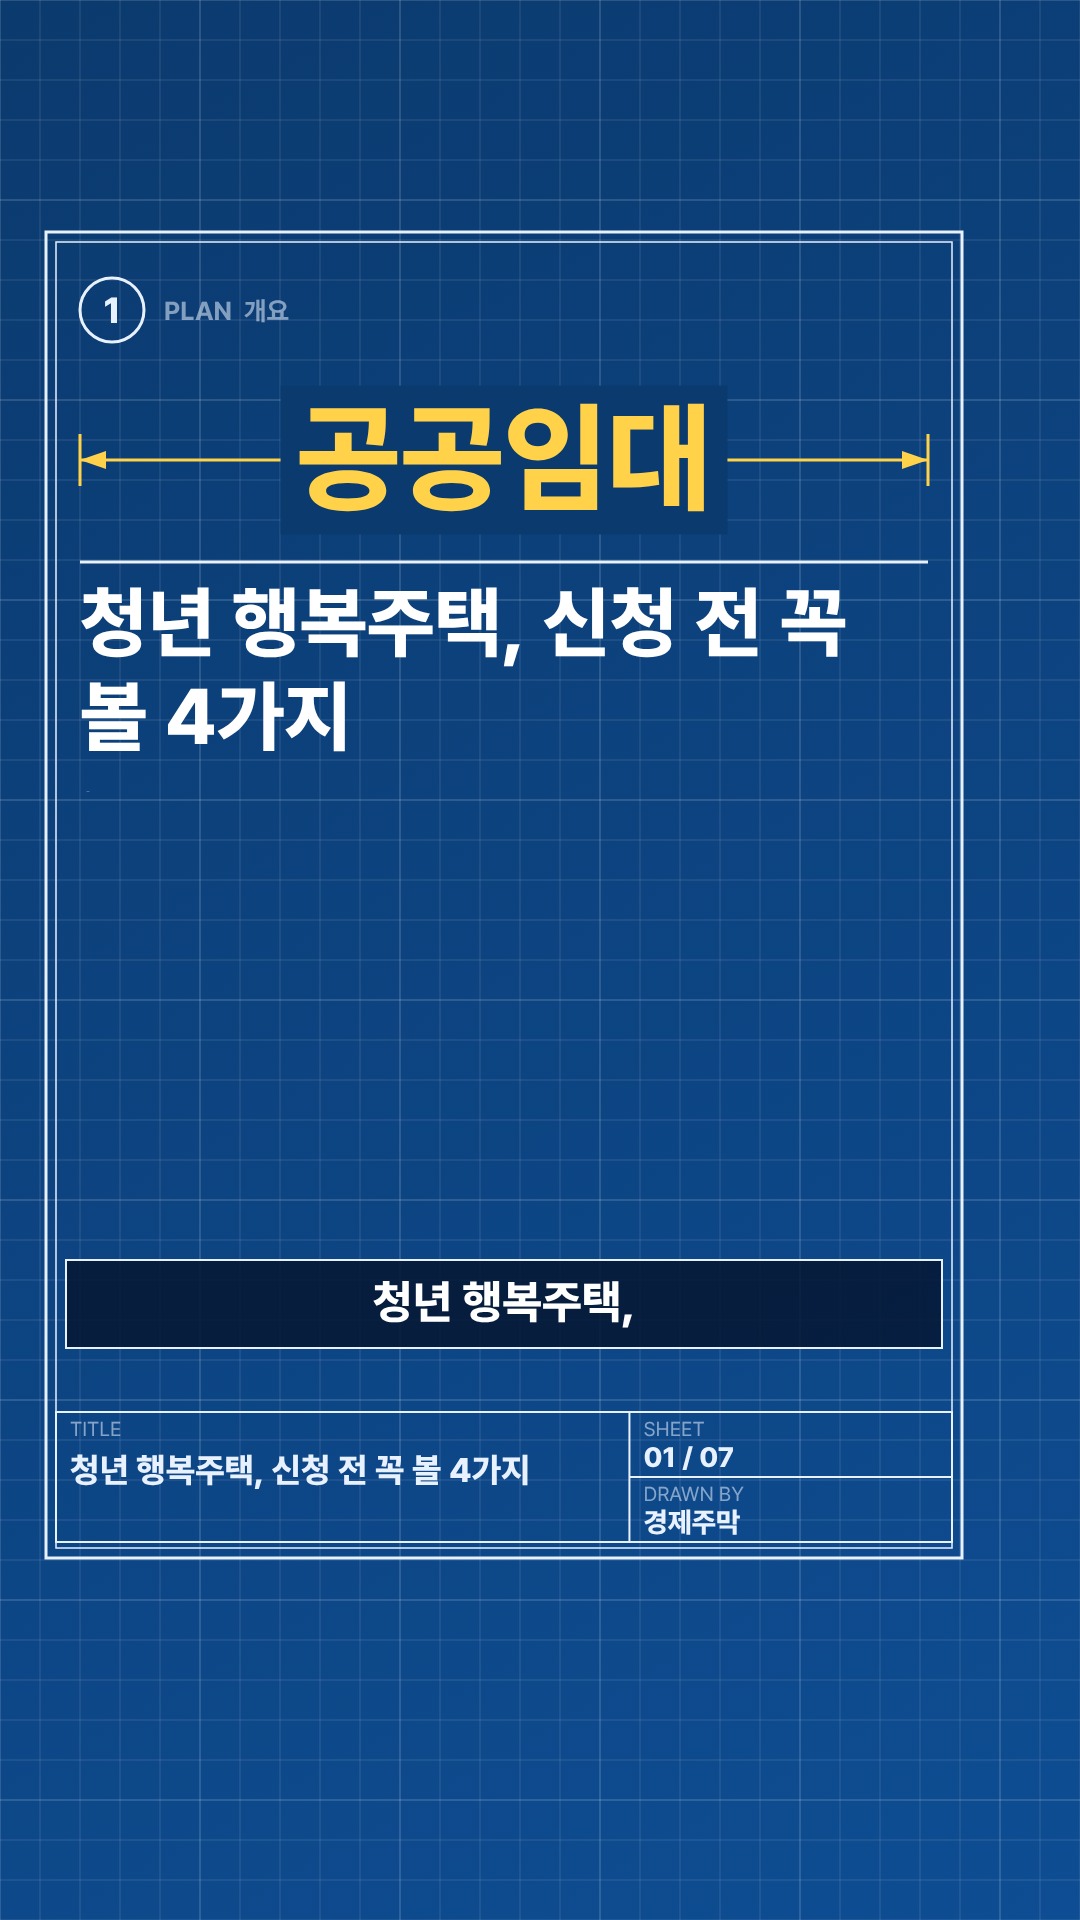 1 PLAN 개요
공공임대
청년 행복주택, 신청 전 꼭
볼 4가지
청년 행복주택,
TITLE
청년 행복주택, 신청 전 꼭 볼 4가지
SHEET
01 / 07
DRAWN BY
경제주막